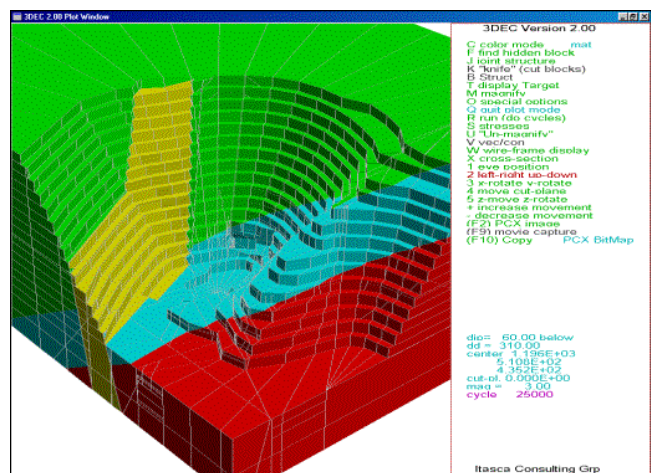 3DEC 2.00 Plot Window
3DEC Version 2.00
C color mode mat
F find hidden block
J joint structure
K "knife" (cut blocks)
B Struct
T display Target
M magnify
O special options
Q quit plot mode
R run (do cycles)
S stresses
U "Un-magnify"
V vec/con
W wire-frame display
X cross-section
1 eye position
2 left-right up-down
3 x-rotate y-rotate
4 move cut-plane
5 z-move z-rotate
+ increase movement
- decrease movement
(F2) PCX image
(F9) movie capture
(F10) Copy PCX BitMap
dip= 60.00 below
dd = 310.00
center 1.196E+03
5.108E+02
4.352E+02
cut-pl. 0.000E+00
mag = 3.00
cycle 25000
Itasca Consulting Grp